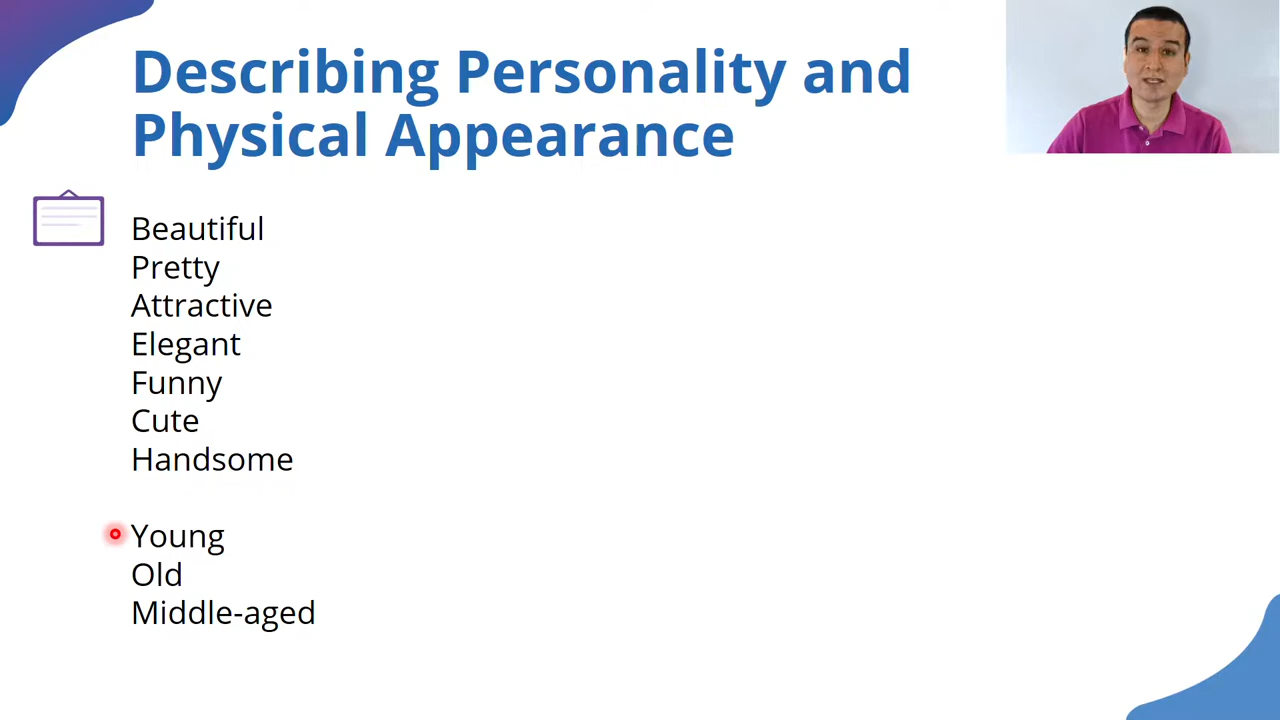 Describing Personality and
Physical Appearance
Beautiful
Pretty
Attractive
Elegant
Funny
Cute
Handsome
Young
Old
Middle-aged